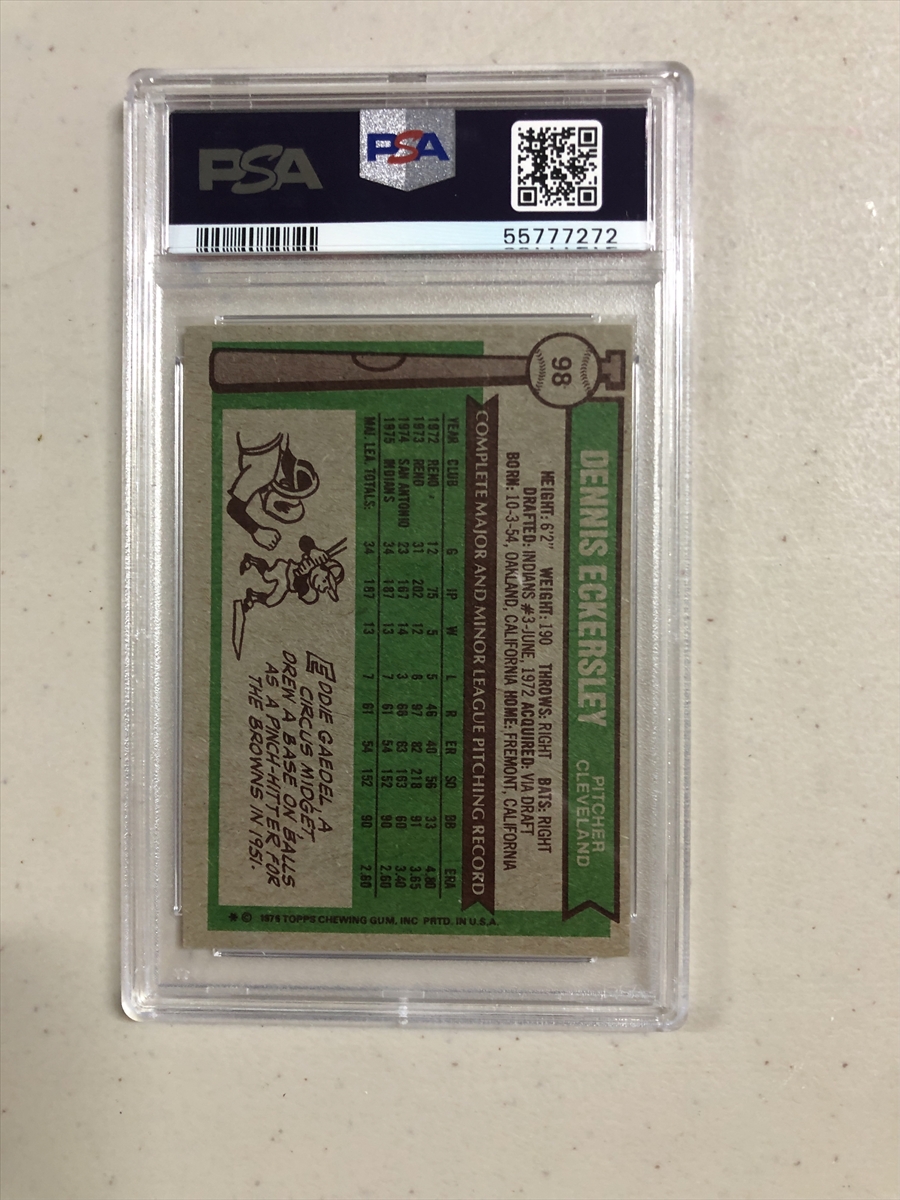 PSA
PSA
55777272
98
DENNIS ECKERSLEY
PITCHER
CLEVELAND
HEIGHT: 6'2" WEIGHT: 190 THROWS: RIGHT BATS: RIGHT
DRAFTED: INDIANS #3-JUNE, 1972 ACQUIRED: VIA DRAFT
BORN: 10-3-54, OAKLAND, CALIFORNIA HOME: FREMONT, CALIFORNIA
COMPLETE MAJOR AND MINOR LEAGUE PITCHING RECORD
YEAR CLUB G IP W L R ER SO BB ERA
1972 RENO 12 75 5 5 46 40 56 33 4.80
1973 RENO 31 202 12 8 97 82 218 91 3.65
1974 SAN ANTONIO 23 167 14 3 68 63 163 60 3.40
1975 INDIANS 34 187 13 7 61 54 152 90 2.60
MAJ. LEA. TOTALS: 34 187 13 7 61 54 152 90 2.60
EDDIE GAEDEL, A
CIRCUS MIDGET,
DREW A BASE ON BALLS
AS A PINCH-HITTER FOR
THE BROWNS IN 1951.
* © 1976 TOPPS CHEWING GUM, INC PRTD. IN U.S.A.